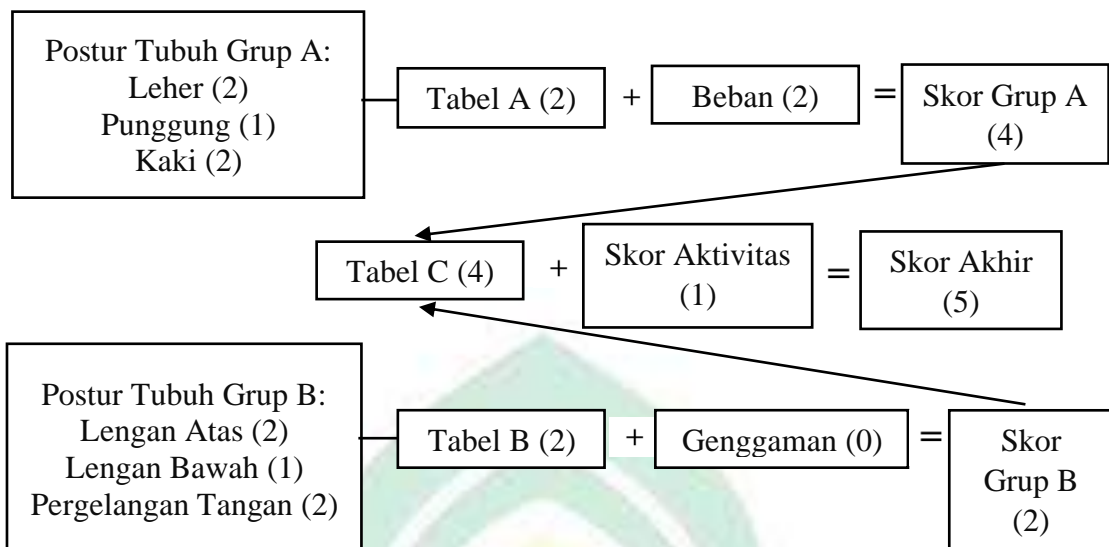 Postur Tubuh Grup A:
Leher (2)
Punggung (1)
Kaki (2)
Tabel A (2)
+
Beban (2)
=
Skor Grup A
(4)
Tabel C (4)
+
Skor Aktivitas
(1)
=
Skor Akhir
(5)
Postur Tubuh Grup B:
Lengan Atas (2)
Lengan Bawah (1)
Pergelangan Tangan (2)
Tabel B (2)
+
Genggaman (0)
=
Skor
Grup B
(2)